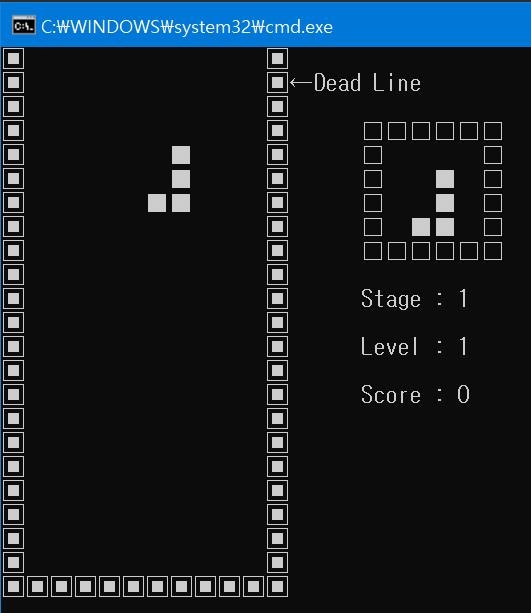 C:₩WINDOWS₩system32₩cmd.exe
←Dead Line
Stage : 1
Level : 1
Score : 0